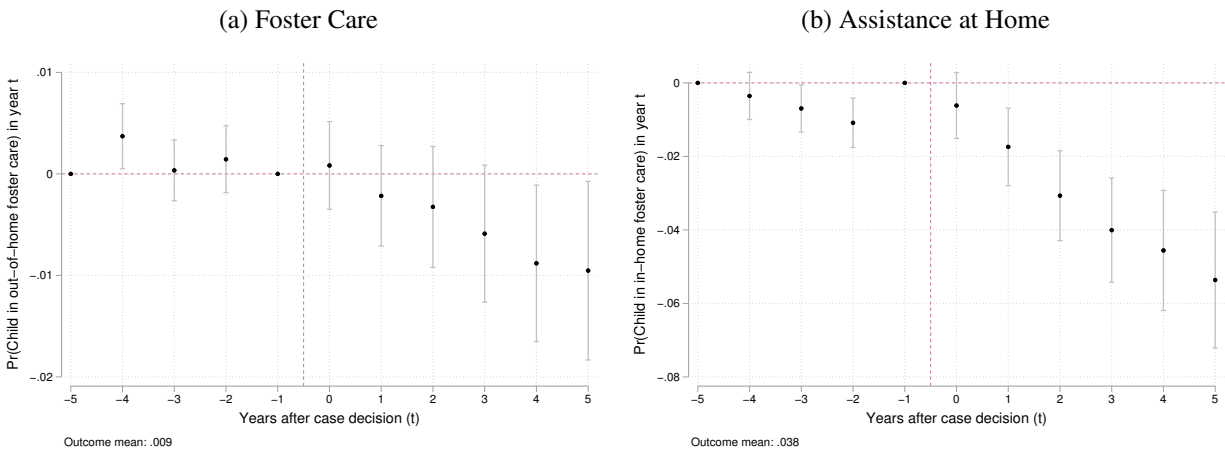 (a) Foster Care
Pr(Child in out−of−home foster care) in year t
.01
0
−.01
−.02
−5 −4 −3 −2 −1 0 1 2 3 4 5
Years after case decision (t)
Outcome mean: .009
(b) Assistance at Home
Pr(Child in in−home foster care) in year t
0
−.02
−.04
−.06
−.08
−5 −4 −3 −2 −1 0 1 2 3 4 5
Years after case decision (t)
Outcome mean: .038